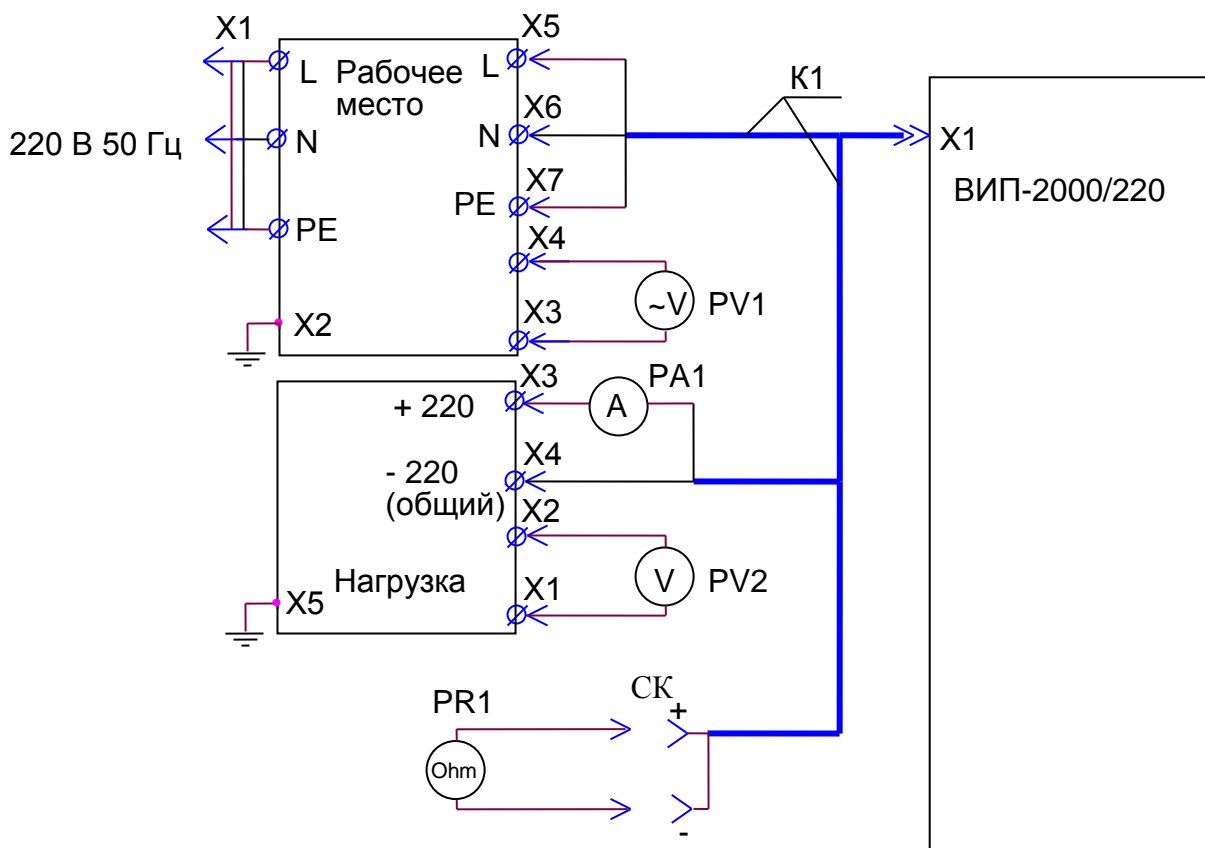 X1
X5
L
Рабочее
место
L
K1
X6
220 В 50 Гц
N
N
X1
X7
ВИП-2000/220
PE
PE
X4
~V
PV1
X2
X3
X3
PA1
+ 220
A
X4
- 220
(общий)
X2
Нагрузка
V
PV2
X5
X1
СК
PR1
+
Ohm
-